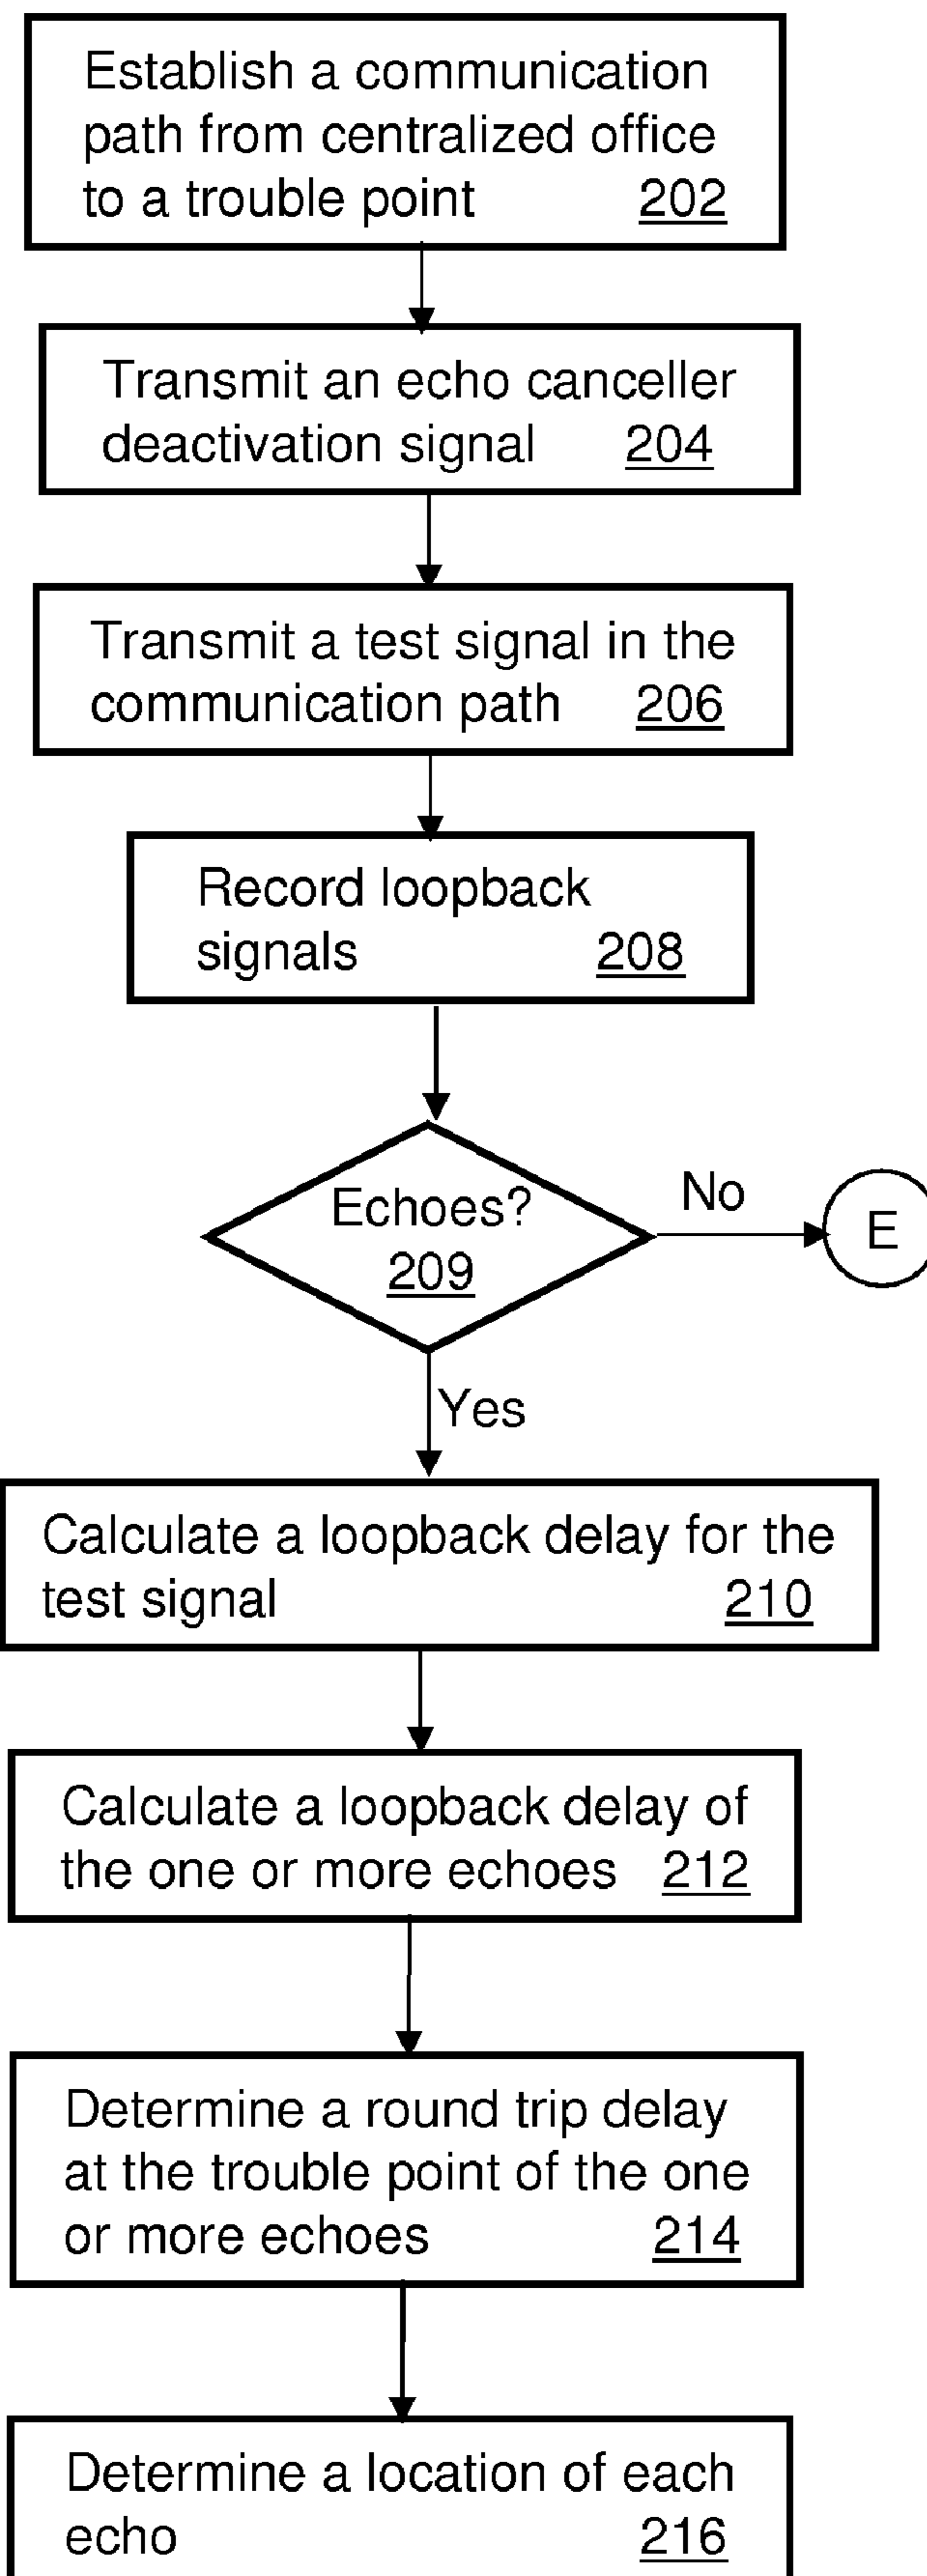 Establish a communication
path from centralized office
to a trouble point 202
Transmit an echo canceller
deactivation signal 204
Transmit a test signal in the
communication path 206
Record loopback
signals 208
Echoes?
209
No
E
Yes
Calculate a loopback delay for the
test signal 210
Calculate a loopback delay of
the one or more echoes 212
Determine a round trip delay
at the trouble point of the one
or more echoes 214
Determine a location of each
echo 216